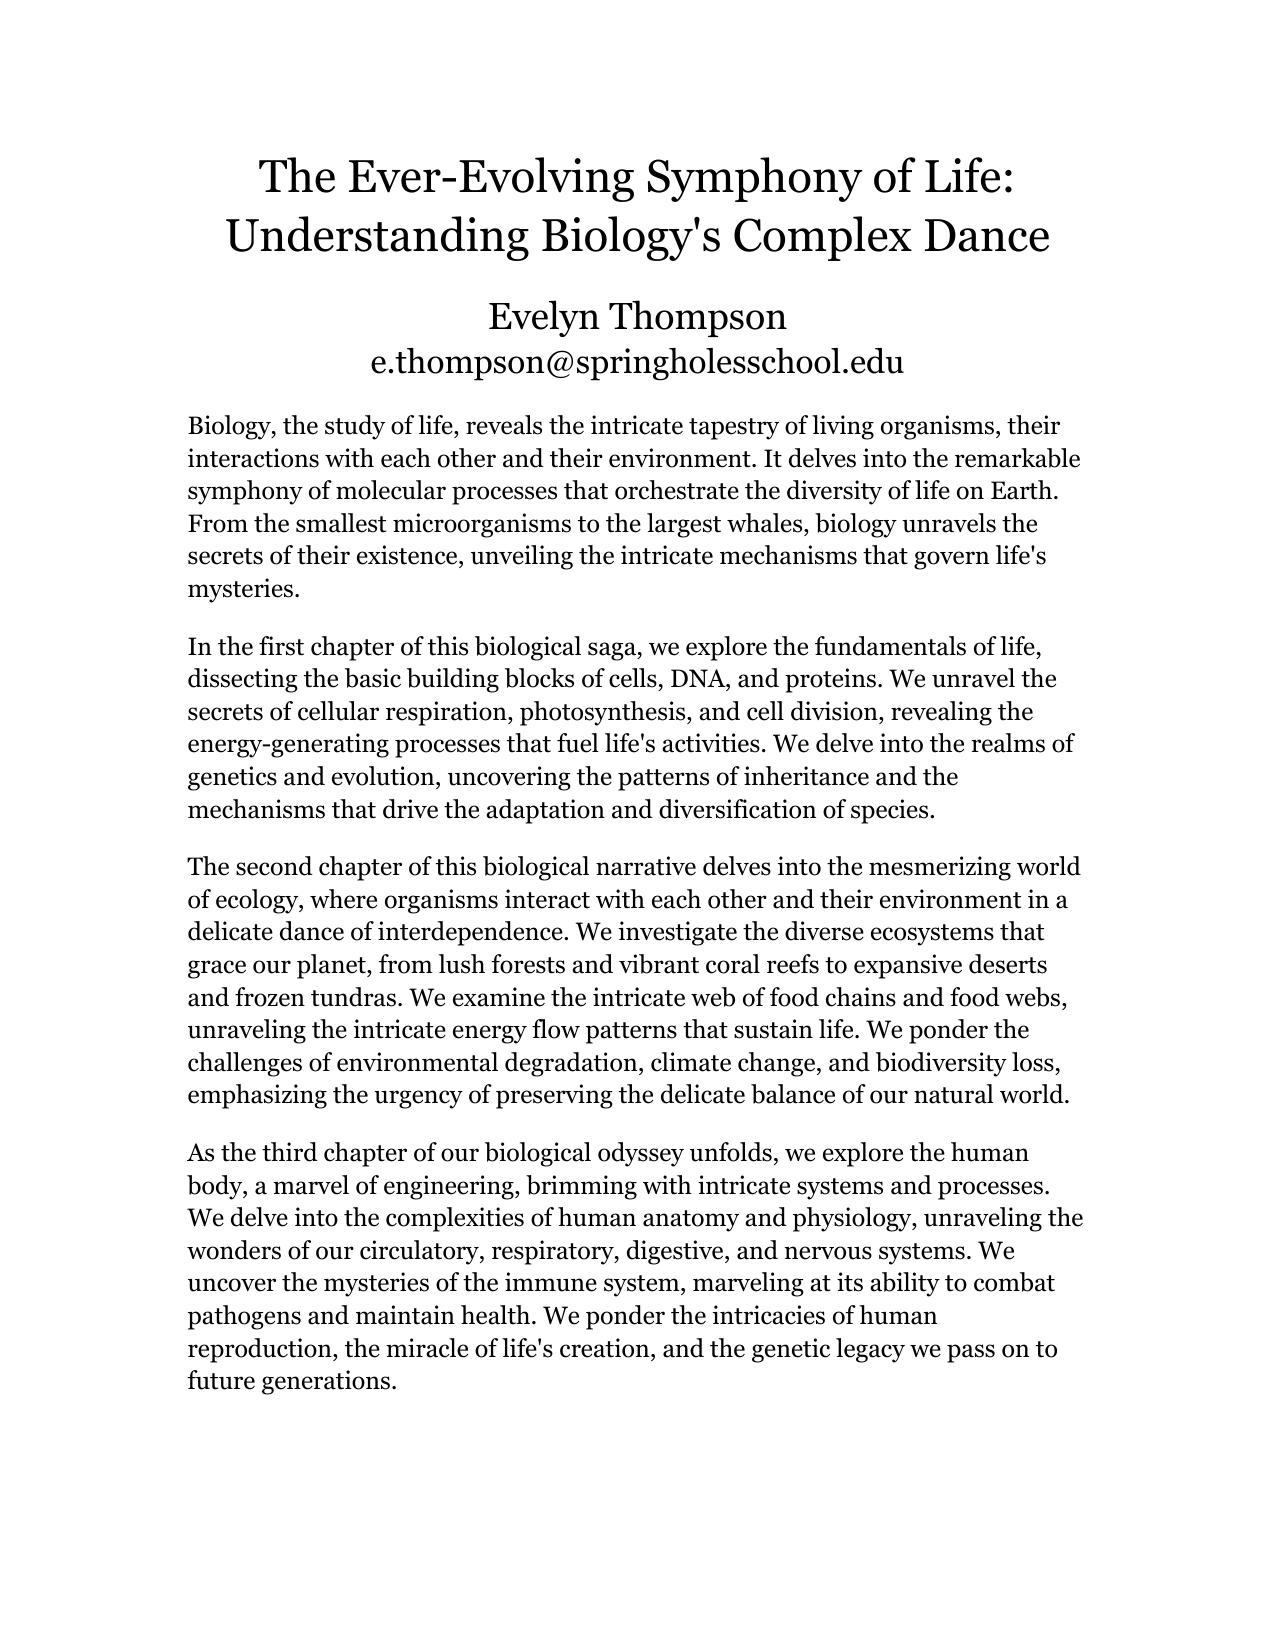 The Ever-Evolving Symphony of Life:
Understanding Biology's Complex Dance
Evelyn Thompson
e.thompson@springholesschool.edu
Biology, the study of life, reveals the intricate tapestry of living organisms, their
interactions with each other and their environment. It delves into the remarkable
symphony of molecular processes that orchestrate the diversity of life on Earth.
From the smallest microorganisms to the largest whales, biology unravels the
secrets of their existence, unveiling the intricate mechanisms that govern life's
mysteries.
In the first chapter of this biological saga, we explore the fundamentals of life,
dissecting the basic building blocks of cells, DNA, and proteins. We unravel the
secrets of cellular respiration, photosynthesis, and cell division, revealing the
energy-generating processes that fuel life's activities. We delve into the realms of
genetics and evolution, uncovering the patterns of inheritance and the
mechanisms that drive the adaptation and diversification of species.
The second chapter of this biological narrative delves into the mesmerizing world
of ecology, where organisms interact with each other and their environment in a
delicate dance of interdependence. We investigate the diverse ecosystems that
grace our planet, from lush forests and vibrant coral reefs to expansive deserts
and frozen tundras. We examine the intricate web of food chains and food webs,
unraveling the intricate energy flow patterns that sustain life. We ponder the
challenges of environmental degradation, climate change, and biodiversity loss,
emphasizing the urgency of preserving the delicate balance of our natural world.
As the third chapter of our biological odyssey unfolds, we explore the human
body, a marvel of engineering, brimming with intricate systems and processes.
We delve into the complexities of human anatomy and physiology, unraveling the
wonders of our circulatory, respiratory, digestive, and nervous systems. We
uncover the mysteries of the immune system, marveling at its ability to combat
pathogens and maintain health. We ponder the intricacies of human
reproduction, the miracle of life's creation, and the genetic legacy we pass on to
future generations.